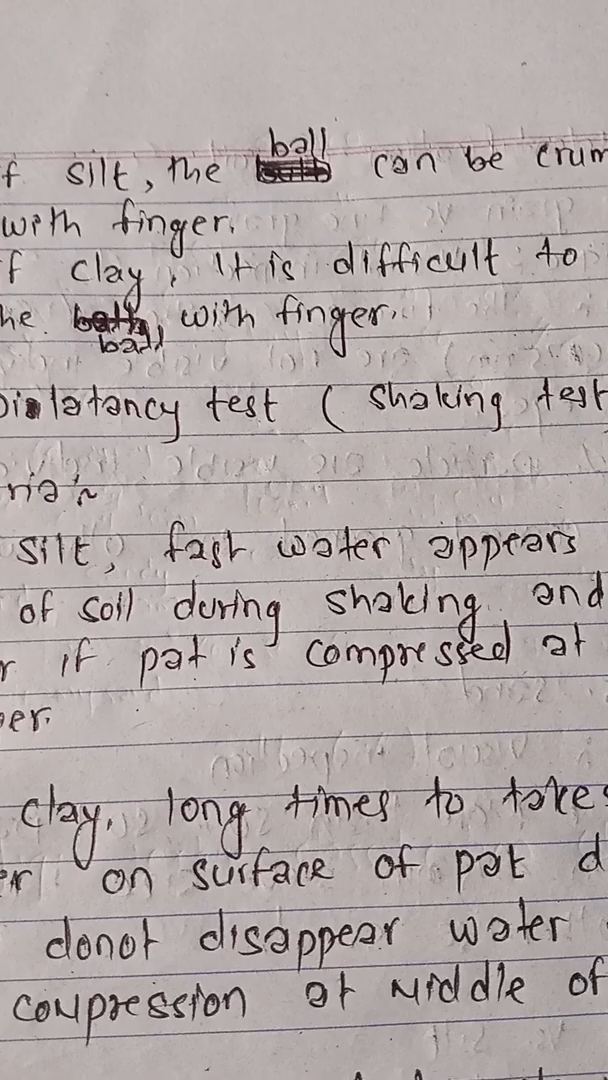 f silt, the ball can be crum
with finger.
f clay, it is difficult to
he ball, with finger.
Dilatancy test ( shaking test
ria :~
silt, fast water appears
of soil during shaking and
r if pat is compressed at
er.
clay, long times to take
er on surface of pat d
donot disappear water
compression at middle of